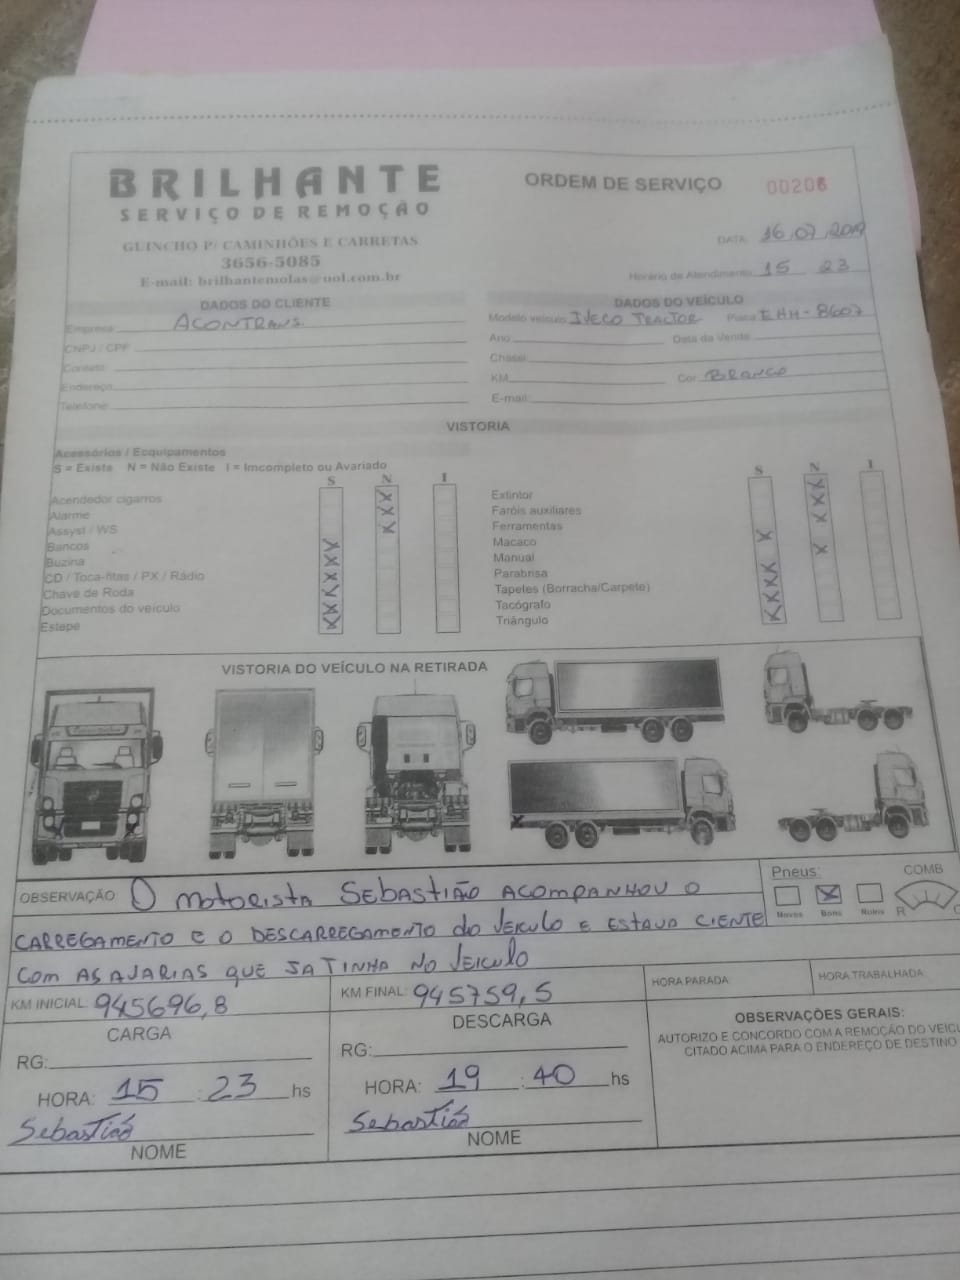 BRILHANTE
SERVIÇO DE REMOÇÃO
GUINCHO P/ CAMINHÕES E CARRETAS
3656-5085
E-mail: brilhantemolas@uol.com.br
ORDEM DE SERVIÇO 00206
DATA: 16/07/2019
Horário de Atendimento 15 23
DADOS DO CLIENTE
Empresa: ACONTRANS.
CNPJ / CPF
Contato:
Endereço:
Telefone:
DADOS DO VEÍCULO
Modelo veículo: IVECO TRACTOR Placa EHH-8607
Ano: Data da Venda:
Chassi:
KM Cor BRANCO
E-mail:
VISTORIA
Acessórios / Ecquipamentos
S = Existe N = Não Existe I = Imcompleto ou Avariado
S N I
Acendedor cigarros
Alarme
Assyst / WS
Bancos
Buzina
CD / Toca-fitas / PX / Rádio
Chave de Roda
Documentos do veículo
Estepe
S N I
Extintor
Faróis auxiliares
Ferramentas
Macaco
Manual
Parabrisa
Tapetes (Borracha/Carpete)
Tacógrafo
Triângulo
VISTORIA DO VEÍCULO NA RETIRADA
OBSERVAÇÃO: O MOTORISTA SEBASTIÃO ACOMPANHOU O
CARREGAMENTO E O DESCARREGAMENTO do VEICULO E ESTAVA CIENTE
COM AS AVARIAS QUE JA TINHA NO VEICULO
Pneus:
Novos Bons Ruins
COMB
R C
KM INICIAL: 945696,8
KM FINAL: 945759,5
HORA PARADA:
HORA TRABALHADA:
CARGA
RG:
HORA: 15 : 23 hs
Sebastião
NOME
DESCARGA
RG:
HORA: 19 : 40 hs
Sebastião
NOME
OBSERVAÇÕES GERAIS:
AUTORIZO E CONCORDO COM A REMOÇÃO DO VEIC
CITADO ACIMA PARA O ENDEREÇO DE DESTINO